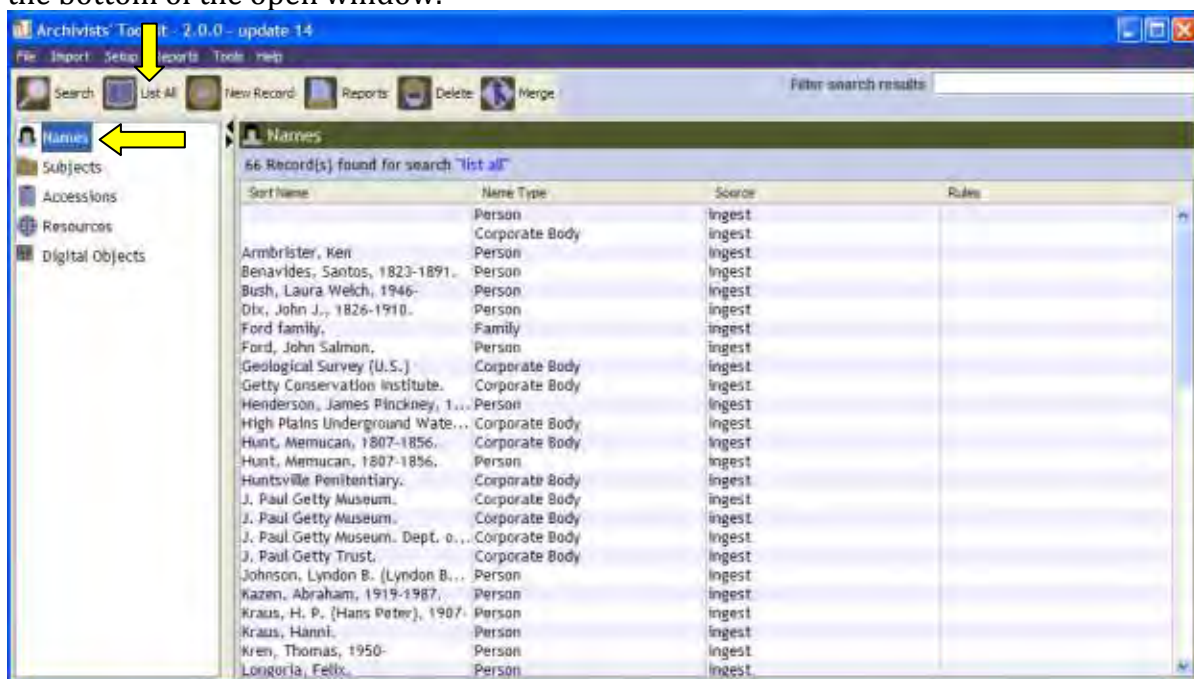 the bottom of the open window.
Archivists' Toolkit - 2.0.0 - update 14
File Import Setup Reports Tools Help
Search List All New Record Reports Delete Merge Filter search results
Names
Subjects
Accessions
Resources
Digital Objects
Names
66 Record(s) found for search "list all"
Sort Name Name Type Source Rules
Person ingest
Corporate Body ingest
Armbrister, Ken Person ingest
Benavides, Santos, 1823-1891. Person ingest
Bush, Laura Welch, 1946- Person ingest
Dix, John J., 1826-1910. Person ingest
Ford family. Family ingest
Ford, John Salmon. Person ingest
Geological Survey (U.S.) Corporate Body ingest
Getty Conservation Institute. Corporate Body ingest
Henderson, James Pinckney, 1... Person ingest
High Plains Underground Wate... Corporate Body ingest
Hunt, Memucan, 1807-1856. Corporate Body ingest
Hunt, Memucan, 1807-1856. Person ingest
Huntsville Penitentiary. Corporate Body ingest
J. Paul Getty Museum. Corporate Body ingest
J. Paul Getty Museum. Corporate Body ingest
J. Paul Getty Museum. Dept. o... Corporate Body ingest
J. Paul Getty Trust. Corporate Body ingest
Johnson, Lyndon B. (Lyndon B... Person ingest
Kazen, Abraham, 1919-1987. Person ingest
Kraus, H. P. (Hans Peter), 1907- Person ingest
Kraus, Hanni. Person ingest
Kren, Thomas, 1950- Person ingest
Longoria, Felix. Person ingest